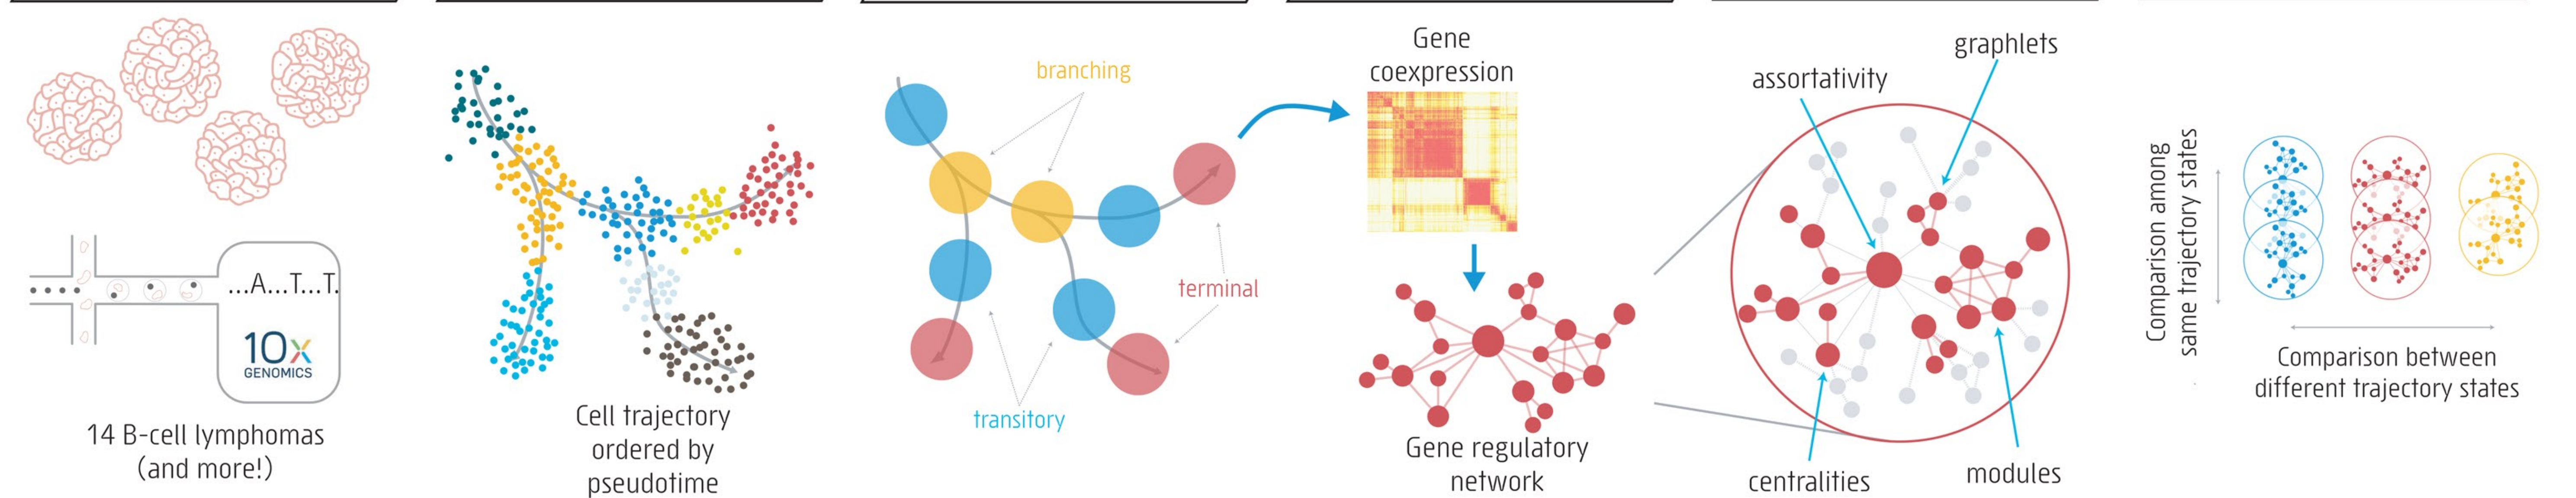 ...A...T...T.
10x
GENOMICS
14 B-cell lymphomas
(and more!)
Cell trajectory
ordered by
pseudotime
branching
transitory
terminal
Gene
coexpression
Gene regulatory
network
assortativity
graphlets
centralities
modules
Comparison among
same trajectory states
Comparison between
different trajectory states